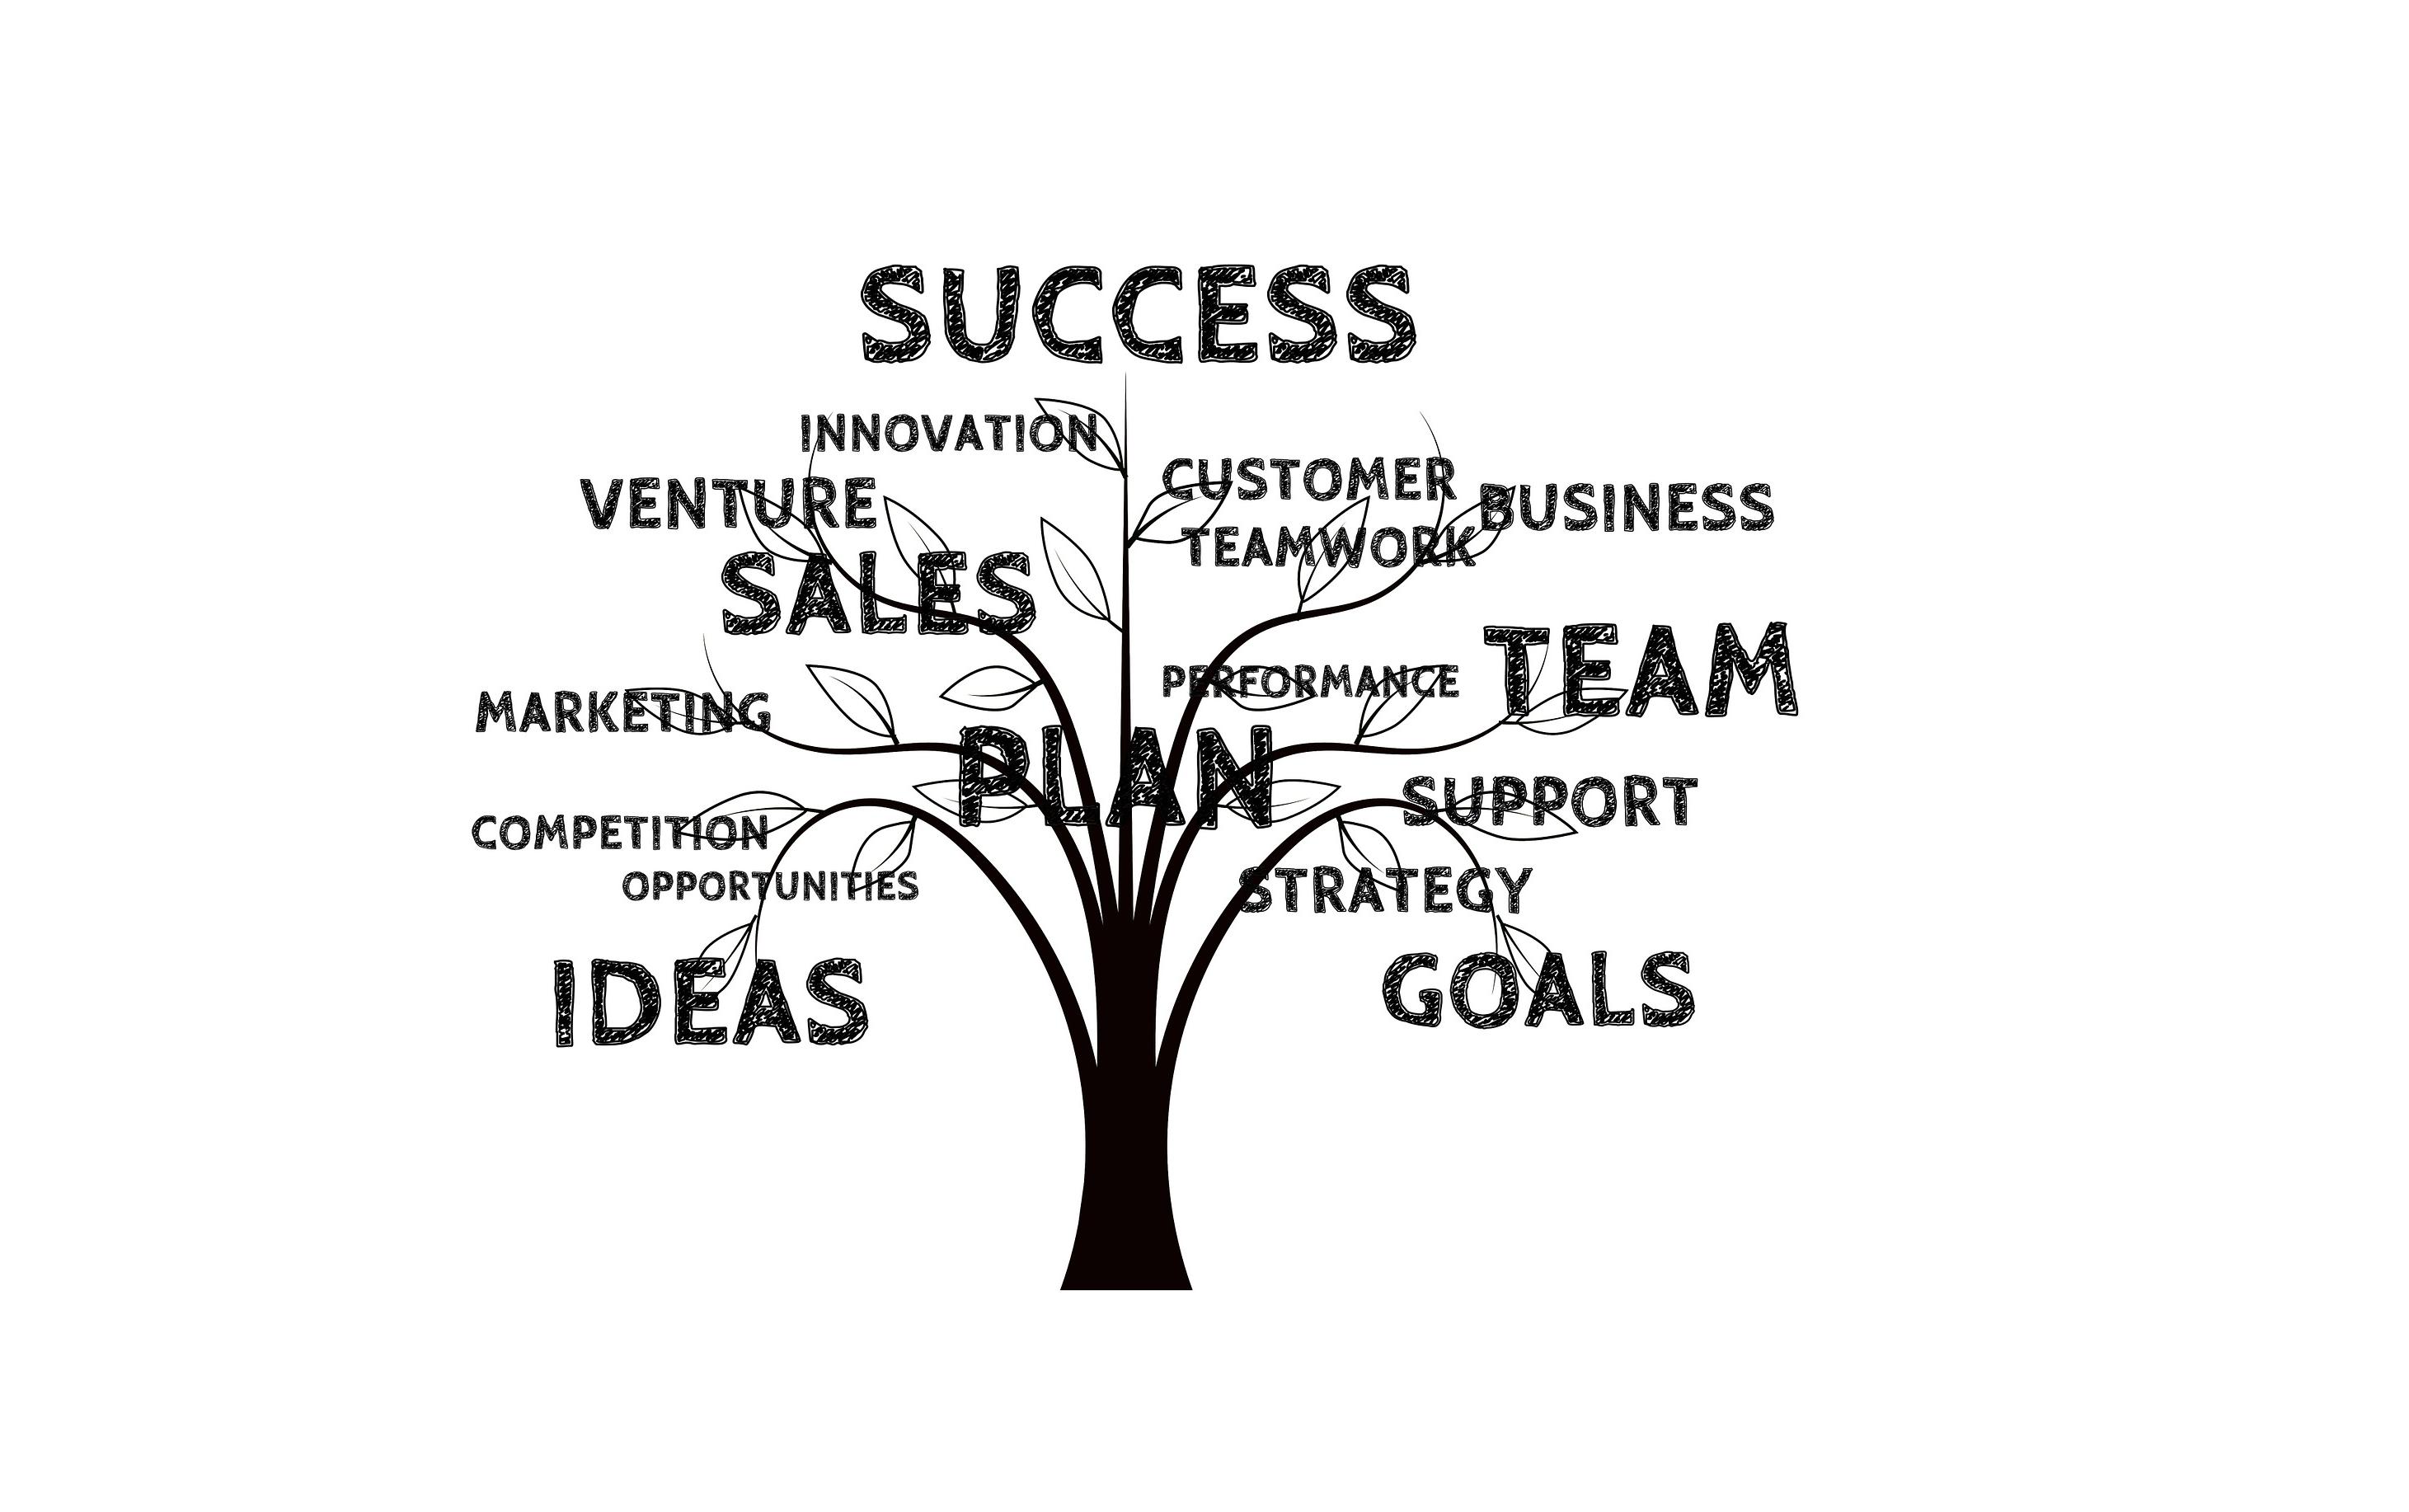 SUCCESS
INNOVATION
CUSTOMER
VENTURE
BUSINESS
TEAMWORK
SALES
TEAM
PERFORMANCE
MARKETING
PLAN
SUPPORT
COMPETITION
OPPORTUNITIES
STRATEGY
IDEAS
GOALS